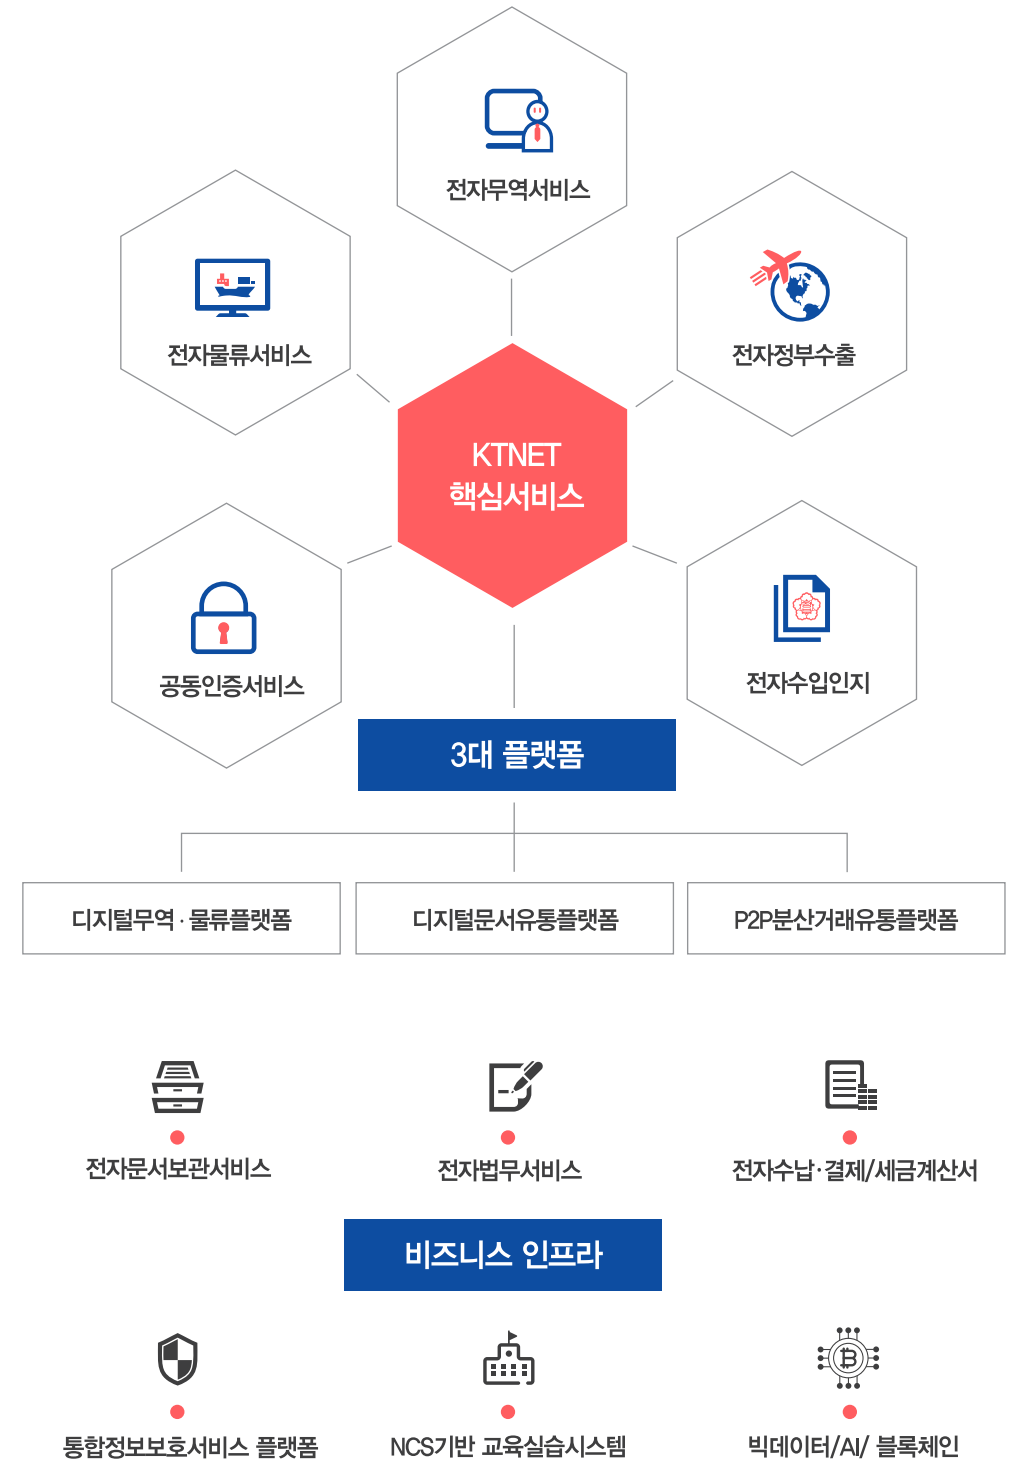 전자무역서비스
전자물류서비스
전자정부수출
KTNET
핵심서비스
공동인증서비스
전자수입인지
3대 플랫폼
디지털무역 · 물류플랫폼
디지털문서유통플랫폼
P2P분산거래유통플랫폼
전자문서보관서비스
전자법무서비스
전자수납·결제/세금계산서
비즈니스 인프라
통합정보보호서비스 플랫폼
NCS기반 교육실습시스템
빅데이터/AI/ 블록체인